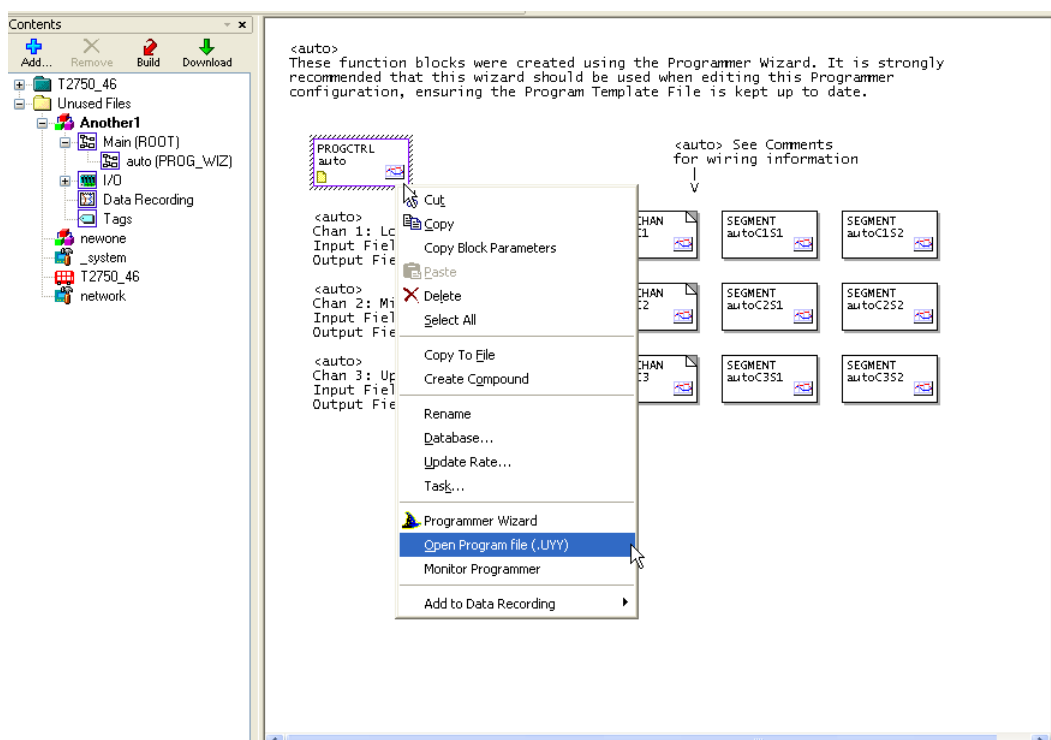 Contents
Add... Remove Build Download
T2750_46
Unused Files
Another1
Main (ROOT)
auto (PROG_WIZ)
I/O
Data Recording
Tags
newone
_system
T2750_46
network
<auto>
These function blocks were created using the Programmer Wizard. It is strongly
recommended that this wizard should be used when editing this Programmer
configuration, ensuring the Program Template File is kept up to date.
PROGCTRL
auto
<auto> See Comments
for wiring information
<auto>
Chan 1: Lo
Input Fiel
Output Fie
HAN
C1
SEGMENT
autoC1S1
SEGMENT
autoC1S2
<auto>
Chan 2: Mi
Input Fiel
Output Fie
HAN
C2
SEGMENT
autoC2S1
SEGMENT
autoC2S2
<auto>
Chan 3: Up
Input Fiel
Output Fie
HAN
C3
SEGMENT
autoC3S1
SEGMENT
autoC3S2
Cut
Copy
Copy Block Parameters
Paste
Delete
Select All
Copy To File
Create Compound
Rename
Database...
Update Rate...
Task...
Programmer Wizard
Open Program file (.UYY)
Monitor Programmer
Add to Data Recording